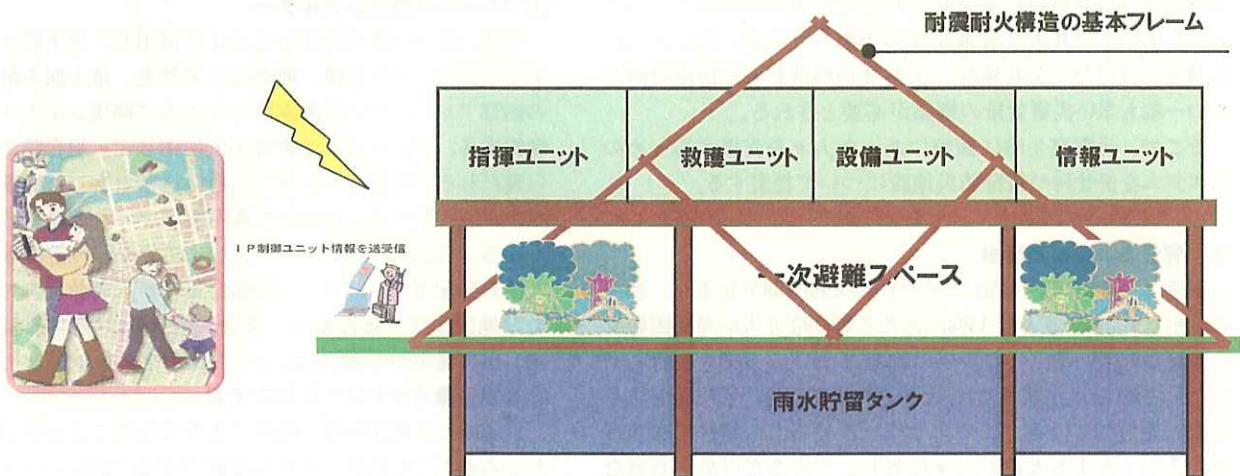 耐震耐火構造の基本フレーム
指揮ユニット
救護ユニット
設備ユニット
情報ユニット
IP制御ユニット情報を送受信
一次避難スペース
雨水貯留タンク